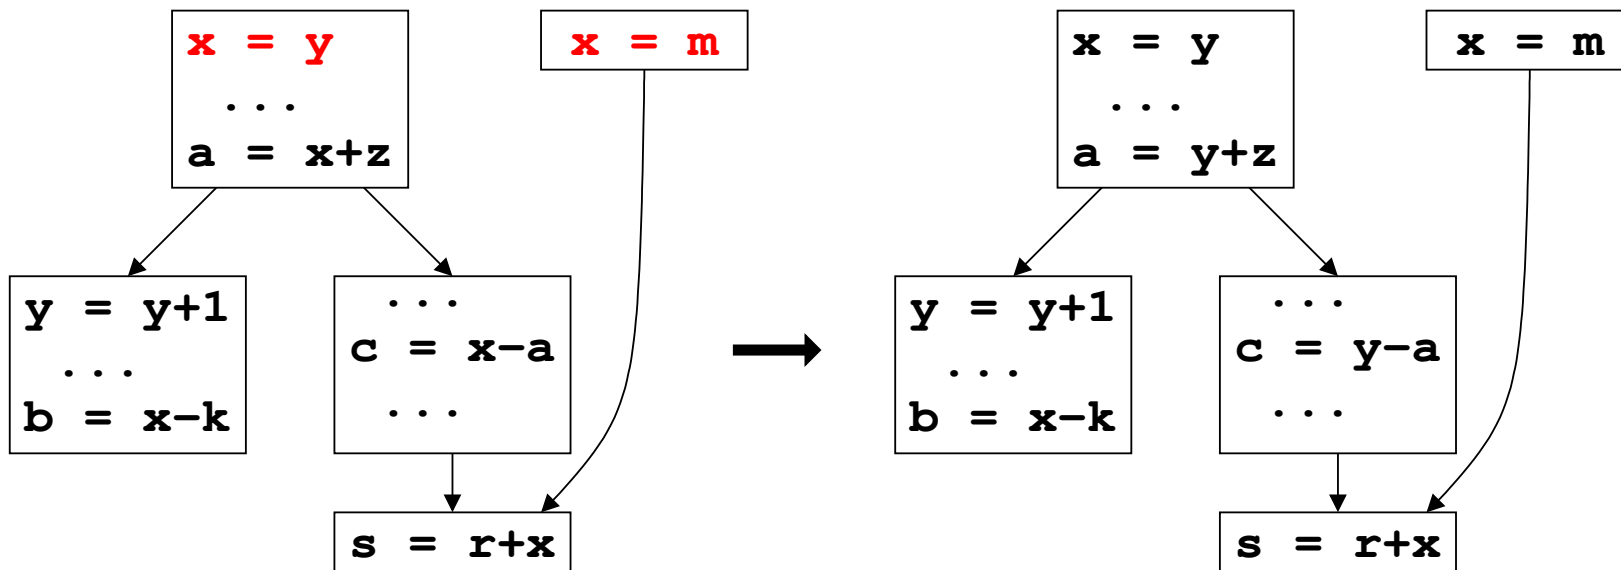 x = y
...
a = x+z
x = m
y = y+1
...
b = x-k
...
c = x-a
...
s = r+x
x = y
...
a = y+z
x = m
y = y+1
...
b = x-k
...
c = y-a
...
s = r+x